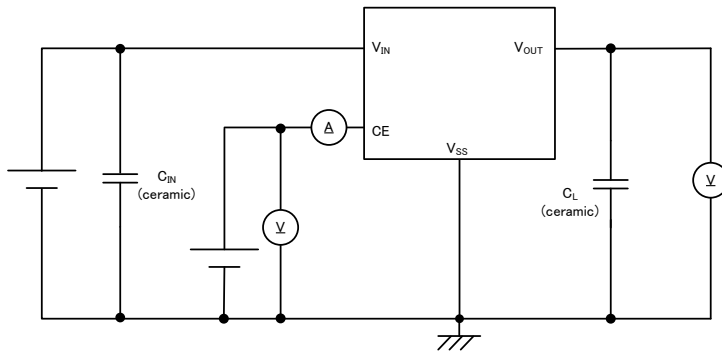 VIN VOUT
A CE
VSS
CIN
(ceramic)
V
CL
(ceramic)
V